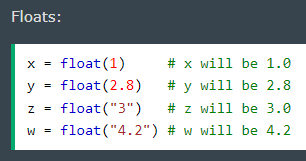 Floats:
x = float(1)     # x will be 1.0
y = float(2.8)   # y will be 2.8
z = float("3")   # z will be 3.0
w = float("4.2") # w will be 4.2